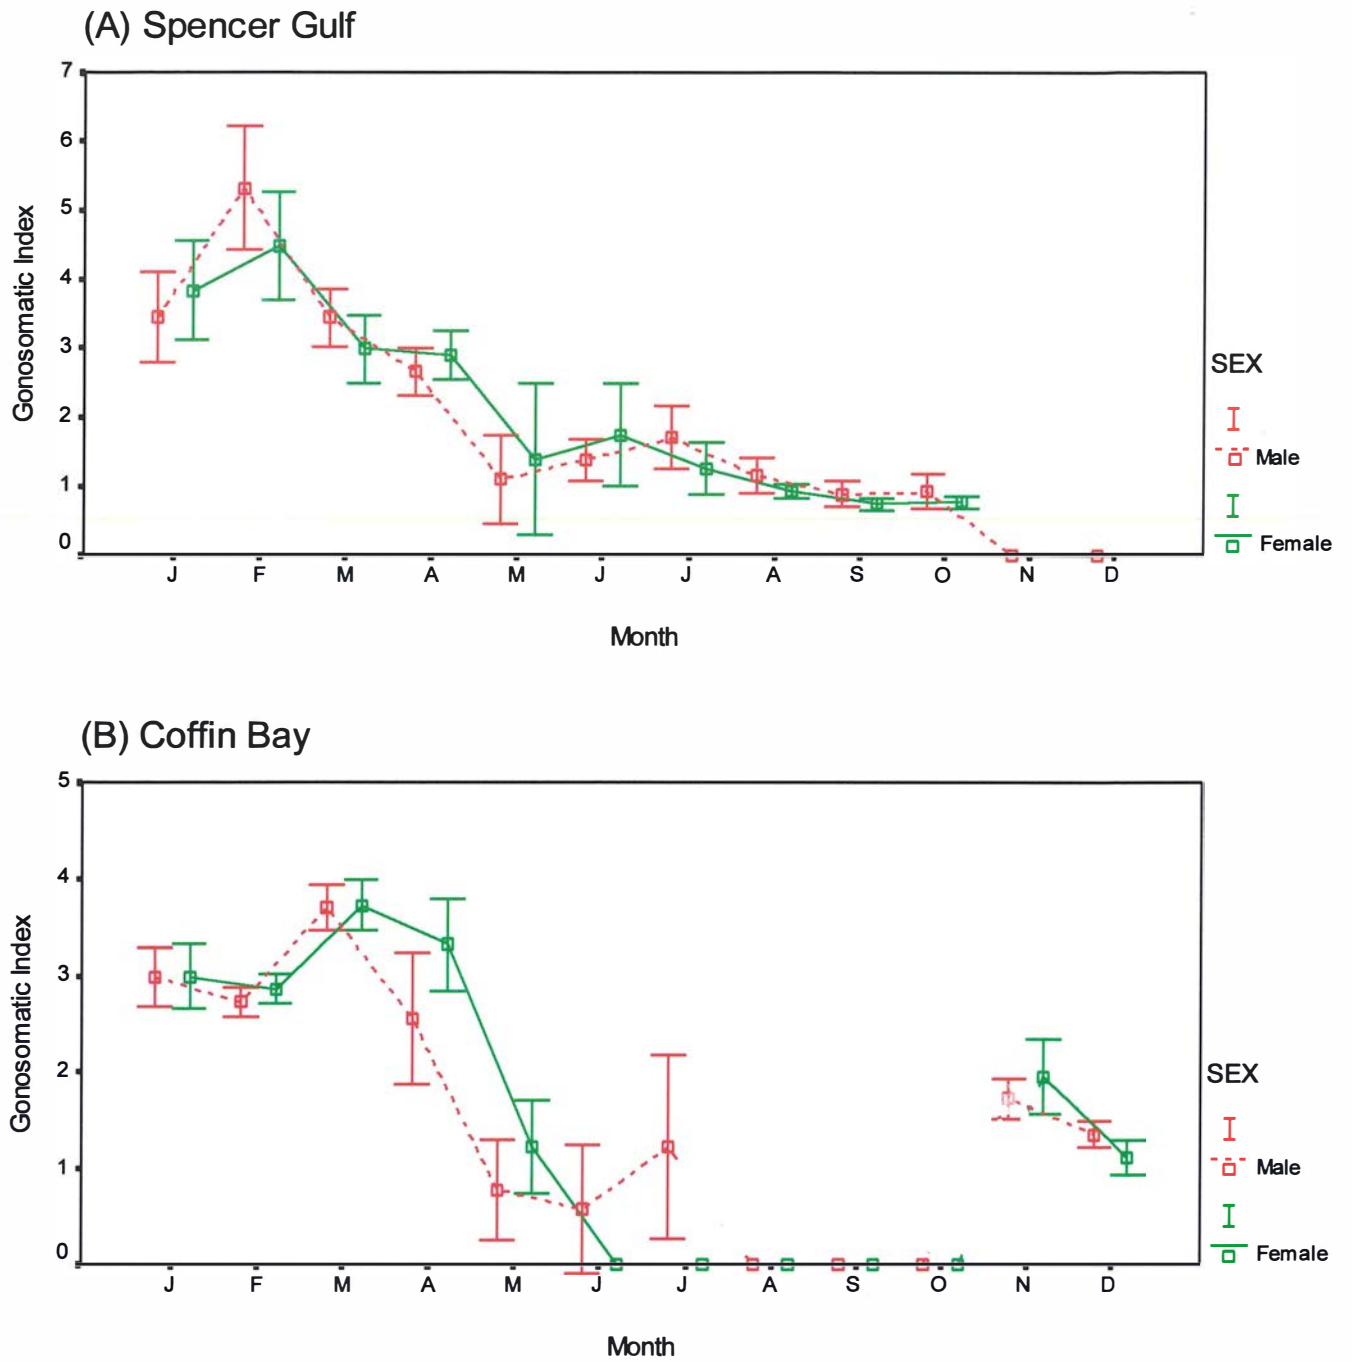 (A) Spencer Gulf
7
6
5
4
3
2
1
0
Gonosomatic Index
J F M A M J J A S O N D
Month
SEX
Male
Female
(B) Coffin Bay
5
4
3
2
1
0
Gonosomatic Index
J F M A M J J A S O N D
Month
SEX
Male
Female